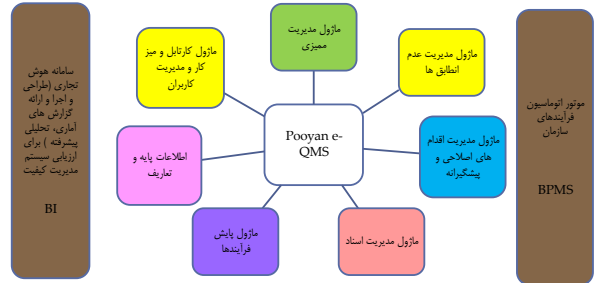 ماژول مدیریت
ممیزی
ماژول مدیریت عدم
انطابق ها
ماژول مدیریت اقدام
های اصلاحی و
پیشگیرانه
ماژول مدیریت اسناد
ماژول پایش
فرآیندها
اطلاعات پایه و
تعاریف
ماژول کارتابل و میز
کار و مدیریت
کاربران
Pooyan e-
QMS
موتور اتوماسیون
فرآیندهای
سازمان
BPMS
سامانه هوش
تجاری (طراحی
و اجرا و ارائه
گزارش های
آماری، تحلیلی
پیشرفته ) برای
ارزیابی سیستم
مدیریت کیفیت
BI